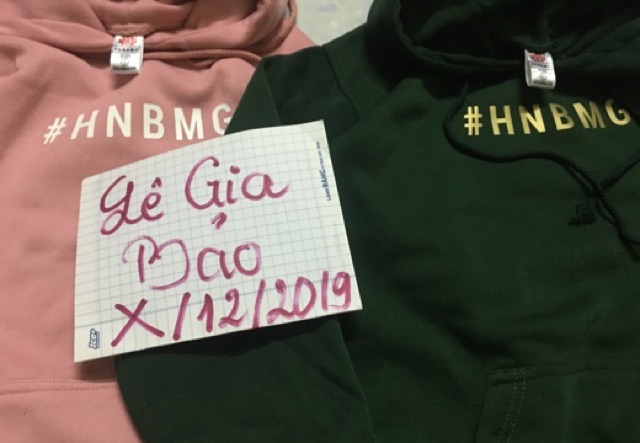 #HNBMG
#HNBMG
Lê Gia
Bảo
X/12/2019